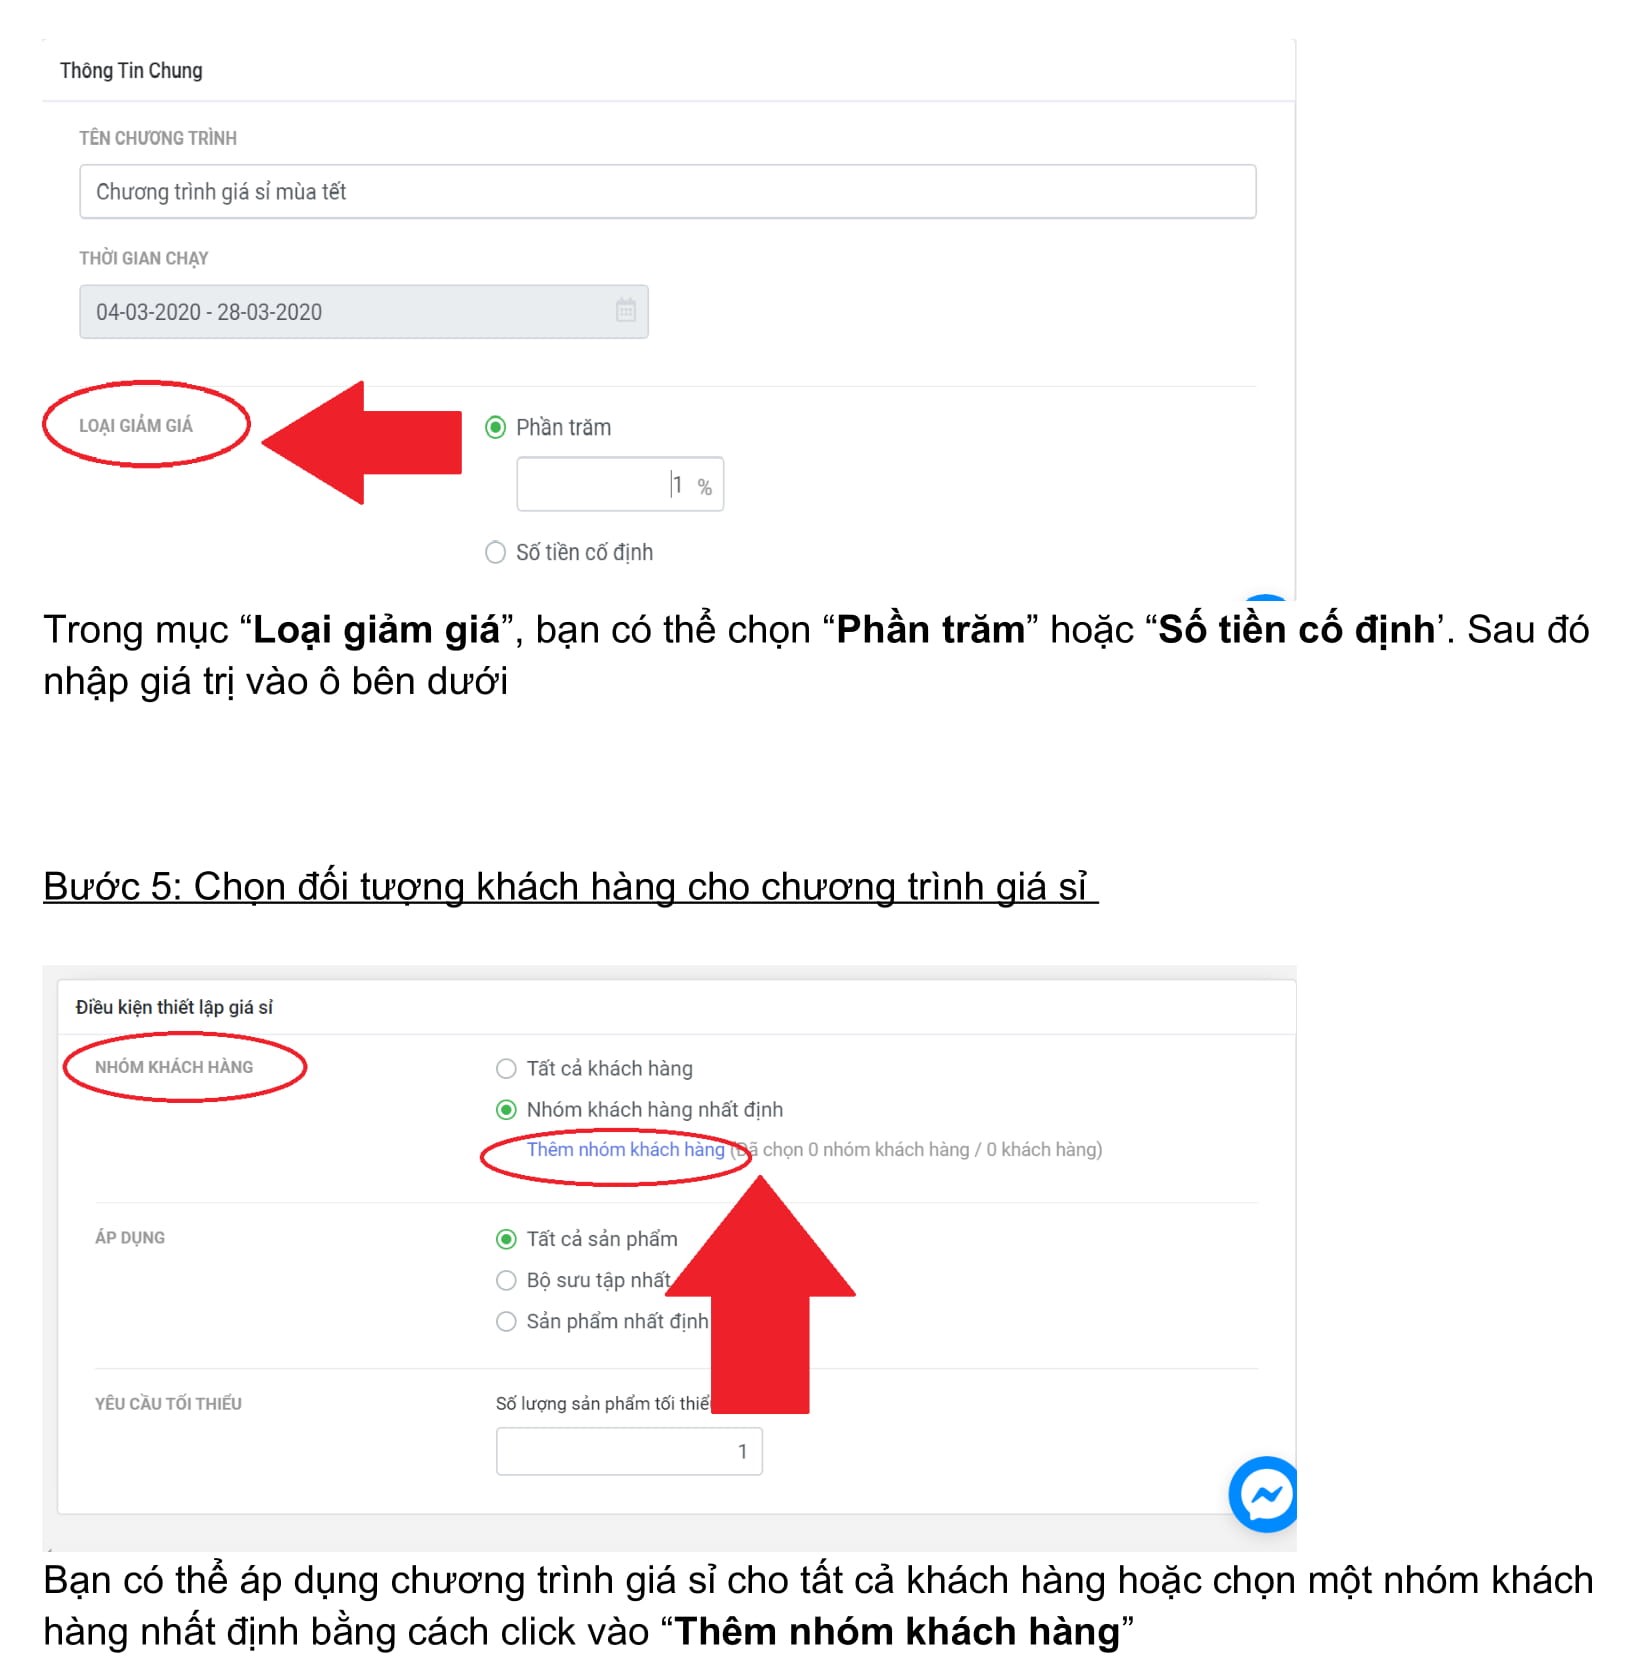 Thông Tin Chung
TÊN CHƯƠNG TRÌNH
Chương trình giá sỉ mùa tết
THỜI GIAN CHẠY
04-03-2020 - 28-03-2020
LOẠI GIẢM GIÁ
Phần trăm
1 %
Số tiền cố định
Trong mục “Loại giảm giá”, bạn có thể chọn “Phần trăm” hoặc “Số tiền cố định’. Sau đó
nhập giá trị vào ô bên dưới
Bước 5: Chọn đối tượng khách hàng cho chương trình giá sỉ
Điều kiện thiết lập giá sỉ
NHÓM KHÁCH HÀNG
Tất cả khách hàng
Nhóm khách hàng nhất định
Thêm nhóm khách hàng (Đã chọn 0 nhóm khách hàng / 0 khách hàng)
ÁP DỤNG
Tất cả sản phẩm
Bộ sưu tập nhất
Sản phẩm nhất định
YÊU CẦU TỐI THIỂU
Số lượng sản phẩm tối
1
Bạn có thể áp dụng chương trình giá sỉ cho tất cả khách hàng hoặc chọn một nhóm khách
hàng nhất định bằng cách click vào “Thêm nhóm khách hàng”